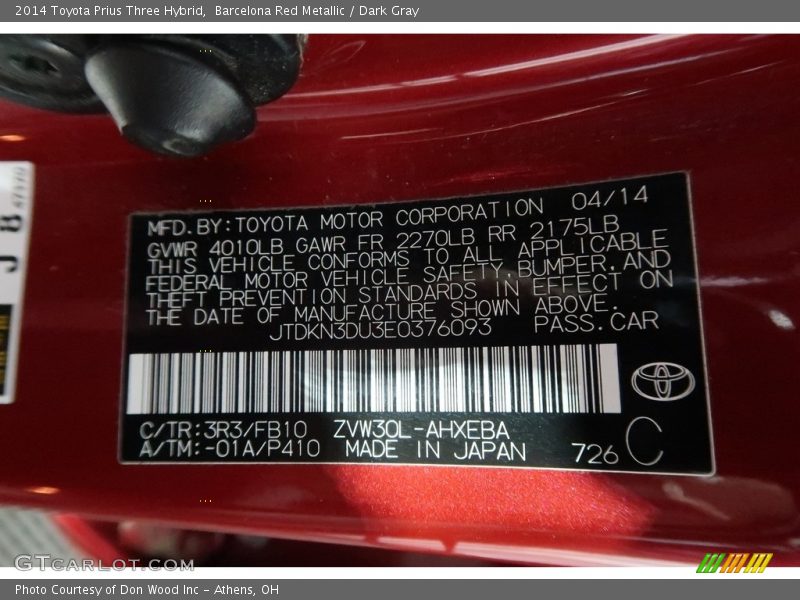 2014 Toyota Prius Three Hybrid,  Barcelona Red Metallic / Dark Gray
MFD.BY:TOYOTA MOTOR CORPORATION 04/14
GVWR 4010LB GAWR FR 2270LB RR 2175LB
THIS VEHICLE CONFORMS TO ALL APPLICABLE
FEDERAL MOTOR VEHICLE SAFETY,BUMPER,AND
THEFT PREVENTION STANDARDS IN EFFECT ON
THE DATE OF MANUFACTURE SHOWN ABOVE.
JTDKN3DU3E0376093 PASS.CAR
C/TR:3R3/FB10 ZVW30L-AHXEBA
A/TM:-01A/P410 MADE IN JAPAN 726 C
J 8
GTcarlot.com
Photo Courtesy of Don Wood Inc - Athens, OH